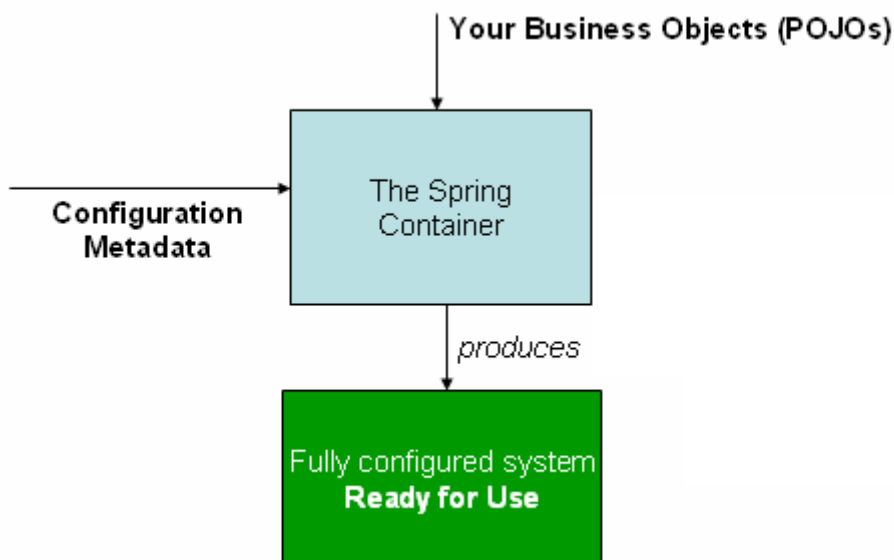 Your Business Objects (POJOs)
The Spring
Container
Configuration
Metadata
produces
Fully configured system
Ready for Use